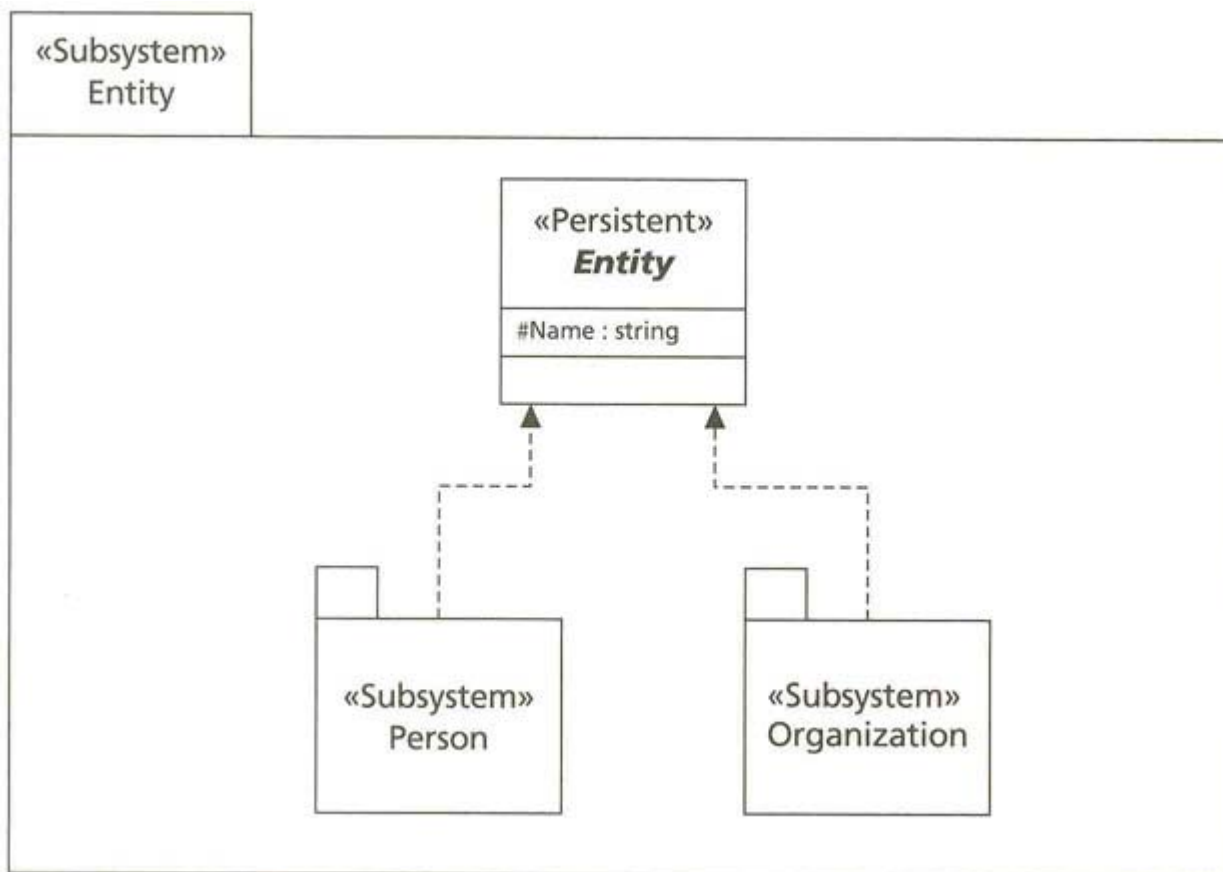 «Subsystem»
Entity
«Persistent»
Entity
#Name : string
«Subsystem»
Person
«Subsystem»
Organization